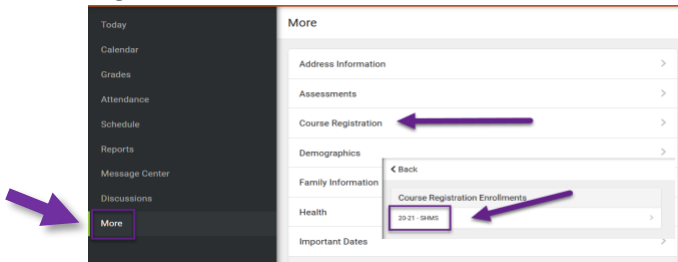 Today
Calendar
Grades
Attendance
Schedule
Reports
Message Center
Discussions
More
More
Address Information
Assessments
Course Registration
Demographics
Family Information
Health
Important Dates
Back
Course Registration Enrollments
20-21 - SHMS